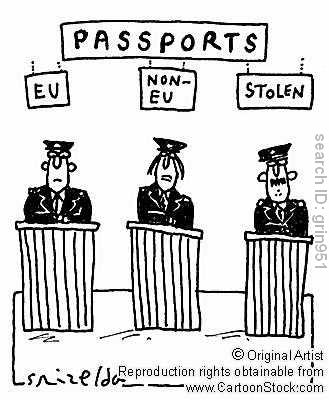 PASSPORTS
EU
NON-
EU
STOLEN
search ID: grin951
© Original Artist
Reproduction rights obtainable from
www.CartoonStock.com